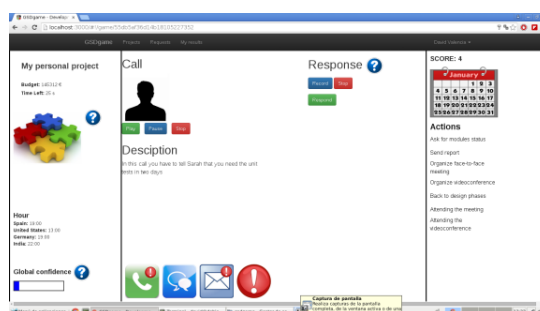 GSDgame - Develop
localhost:3000/#!/game/
GSDgame Projects Requests My results
David Valencia
My personal project
Budget:
Time Left: 25 s
Hour
Spain: 19:00
United States: 13:00
Germany: 19:00
India: 22:00
Global confidence
Call
Play Pause Stop
Desciption
In this call you have to tell Sarah that you need the unit
tests in two days
Response
Record Stop
Respond
SCORE: 4
January
1 2 3
4 5 6 7 8 9 10
11 12 13 14 15 16 17
18 19 20 21 22 23 24
25 26 27 28 29 30 31
Actions
Ask for modules status
Send report
Organize face-to-face
meeting
Organize videoconference
Back to design phases
Attending the meeting
Attending the
videoconference
Captura de pantalla
Realiza capturas de la pantalla
completa, de la ventana activa o de una